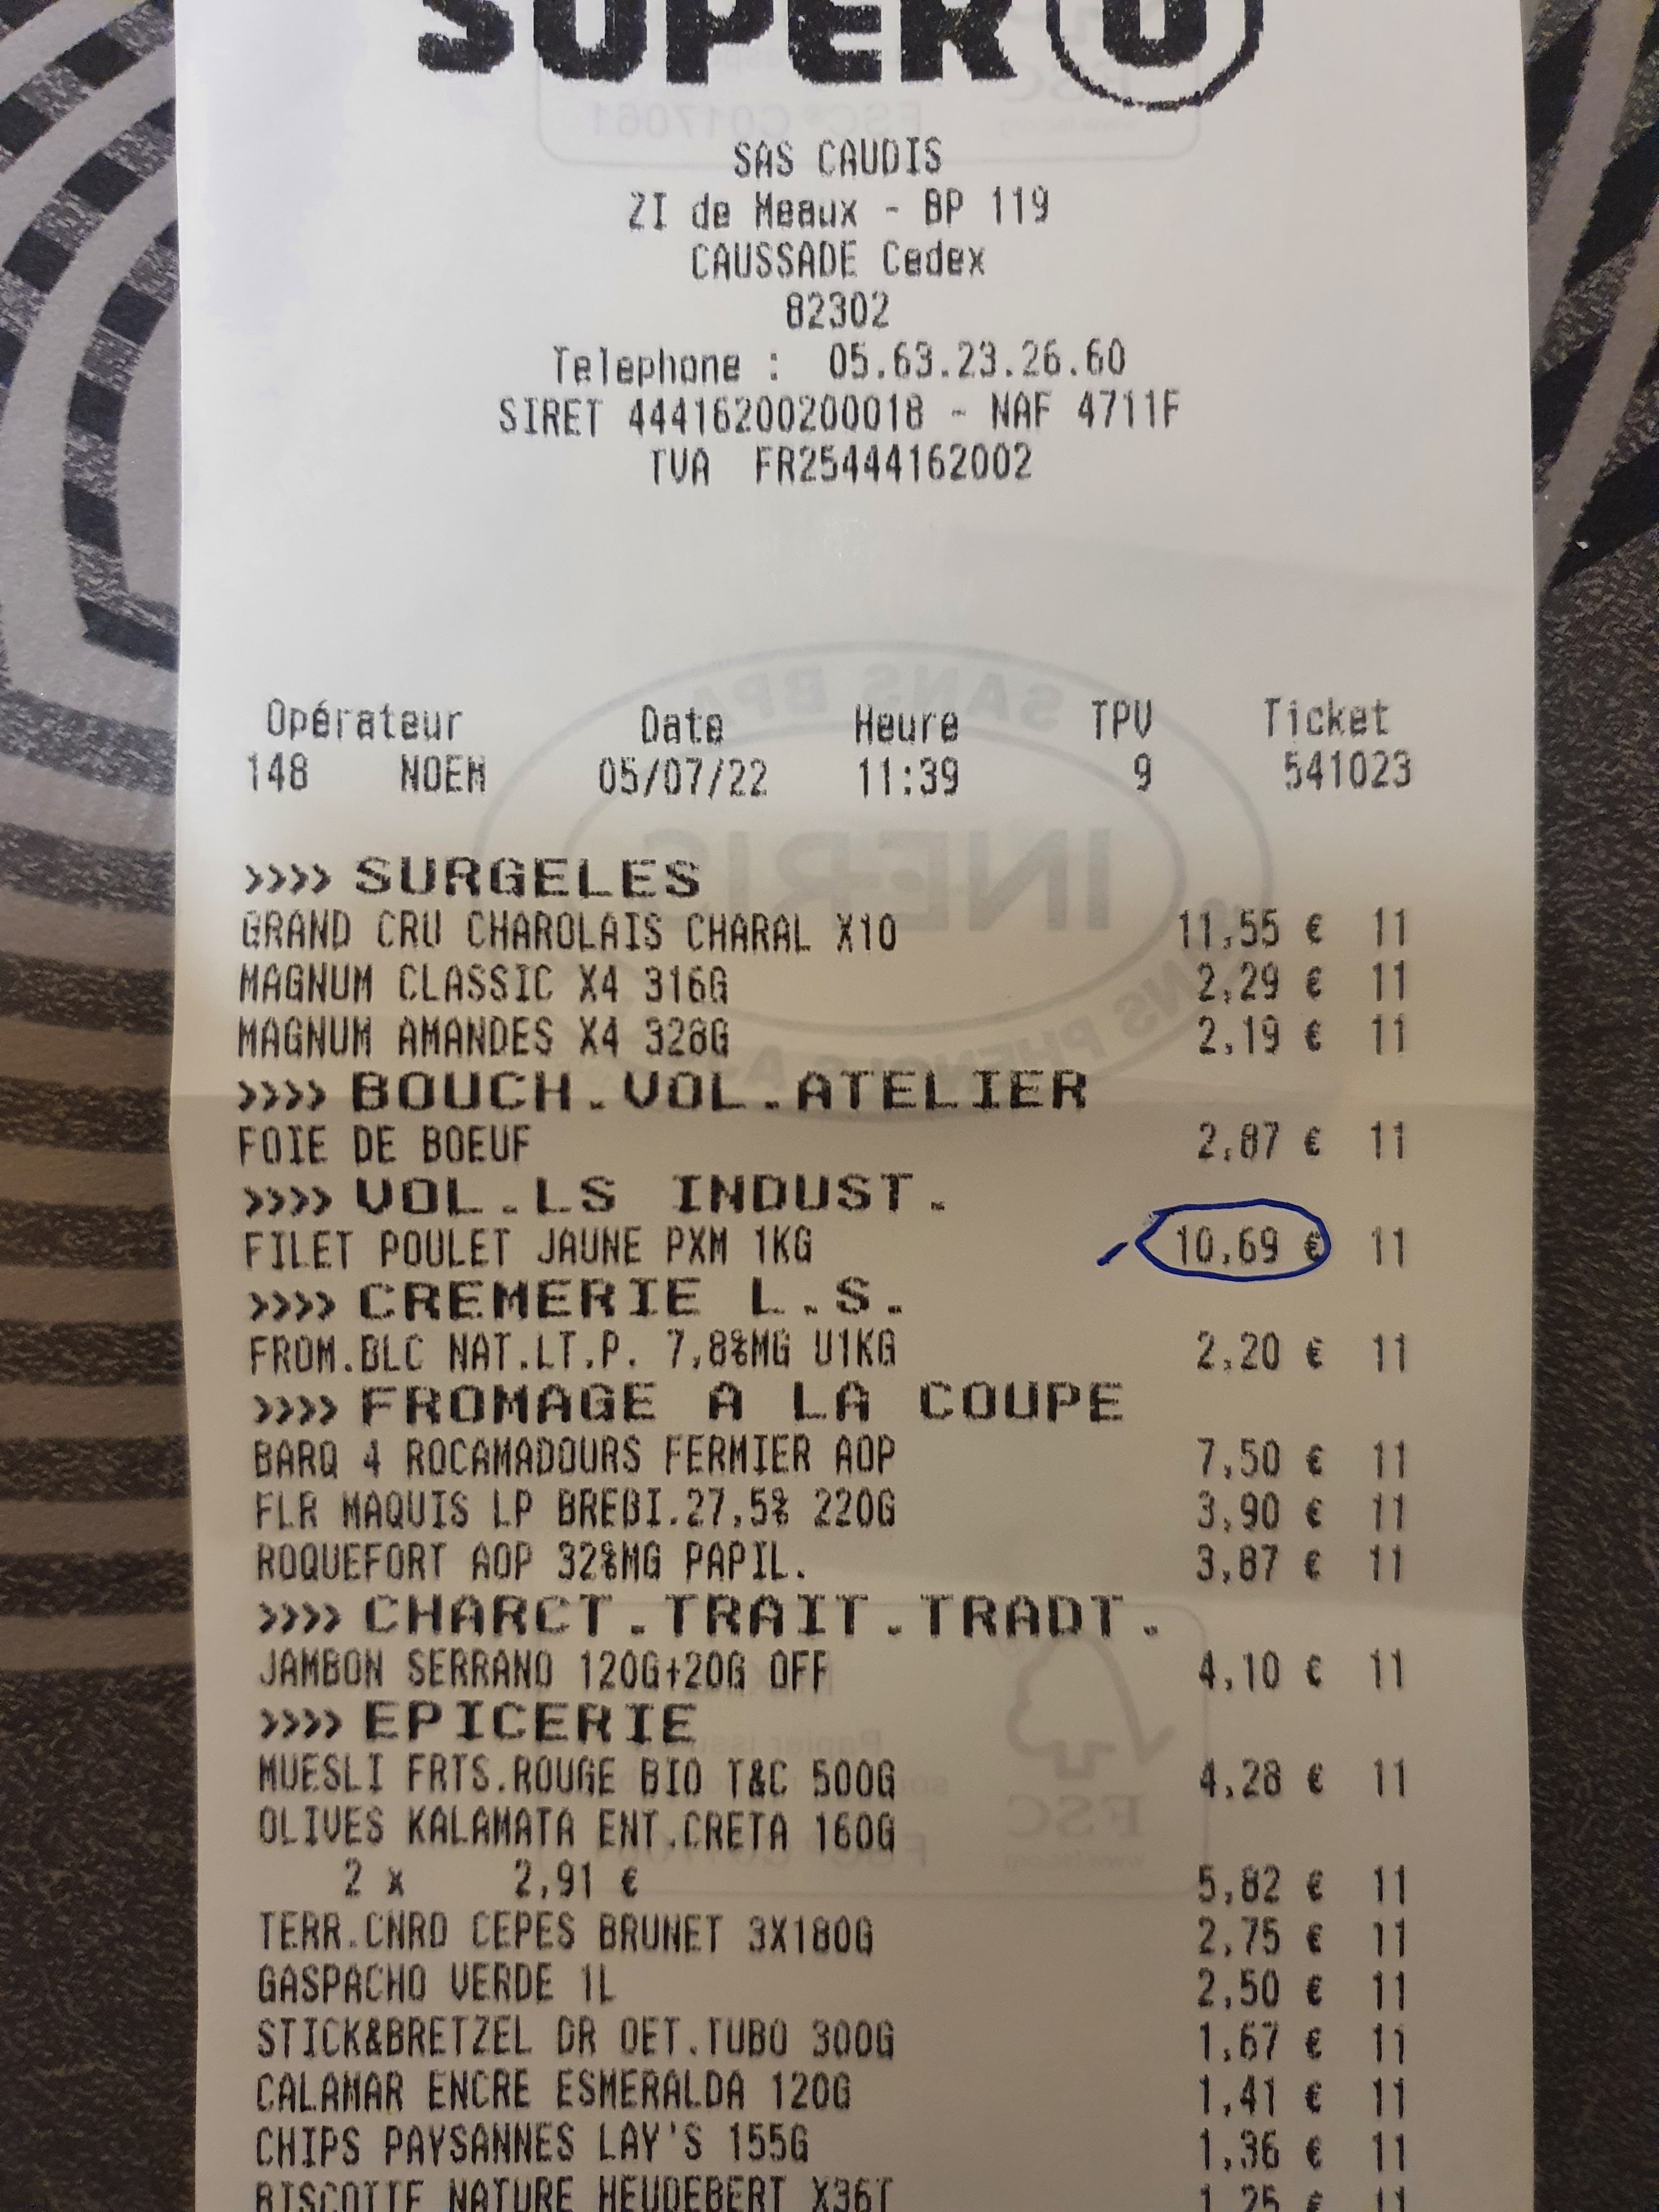 SUPER U
SAS CAUDIS
ZI de Meaux - BP 119
CAUSSADE Cedex
82302
Telephone : 05.63.23.26.60
SIRET 44416200200018 - NAF 4711F
TVA FR25444162002
Opérateur Date Heure TPV Ticket
148 NOEM 05/07/22 11:39 9 541023
>>>> SURGELES
GRAND CRU CHAROLAIS CHARAL X10 11,55 € 11
MAGNUM CLASSIC X4 316G 2,29 € 11
MAGNUM AMANDES X4 328G 2,19 € 11
>>>> BOUCH.VOL.ATELIER
FOIE DE BOEUF 2,87 € 11
>>>> VOL.LS INDUST.
FILET POULET JAUNE PXM 1KG 10,69 € 11
>>>> CREMERIE L.S.
FROM.BLC NAT.LT.P. 7,8%MG U1KG 2,20 € 11
>>>> FROMAGE A LA COUPE
BARQ 4 ROCAMADOURS FERMIER AOP 7,50 € 11
FLR MAQUIS LP BREBI.27,5% 220G 3,90 € 11
ROQUEFORT AOP 32%MG PAPIL. 3,87 € 11
>>>> CHARCT.TRAIT.TRADT.
JAMBON SERRANO 120G+20G OFF 4,10 € 11
>>>> EPICERIE
MUESLI FRTS.ROUGE BIO T&C 500G 4,28 € 11
OLIVES KALAMATA ENT.CRETA 160G
2 x 2,91 € 5,82 € 11
TERR.CNRD CEPES BRUNET 3X180G 2,75 € 11
GASPACHO VERDE 1L 2,50 € 11
STICK&BRETZEL DR OET.TUBO 300G 1,67 € 11
CALAMAR ENCRE ESMERALDA 120G 1,41 € 11
CHIPS PAYSANNES LAY'S 155G 1,36 € 11
BISCOTTE NATURE HEUDEBERT X36T 1,25 € 11